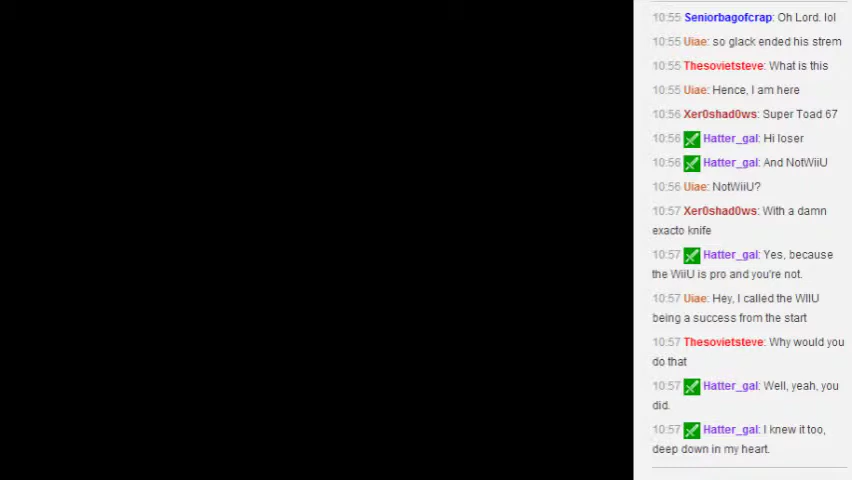 10:55 Seniorbagofcrap: Oh Lord. lol
10:55 Uiae: so glack ended his strem
10:55 Thesovietsteve: What is this
10:55 Uiae: Hence, I am here
10:56 Xer0shad0ws: Super Toad 67
10:56 Hatter_gal: Hi loser
10:56 Hatter_gal: And NotWiiU
10:56 Uiae: NotWiiU?
10:57 Xer0shad0ws: With a damn
exacto knife
10:57 Hatter_gal: Yes, because
the WiiU is pro and you're not.
10:57 Uiae: Hey, I called the WIIU
being a success from the start
10:57 Thesovietsteve: Why would you
do that
10:57 Hatter_gal: Well, yeah, you
did.
10:57 Hatter_gal: I knew it too,
deep down in my heart.